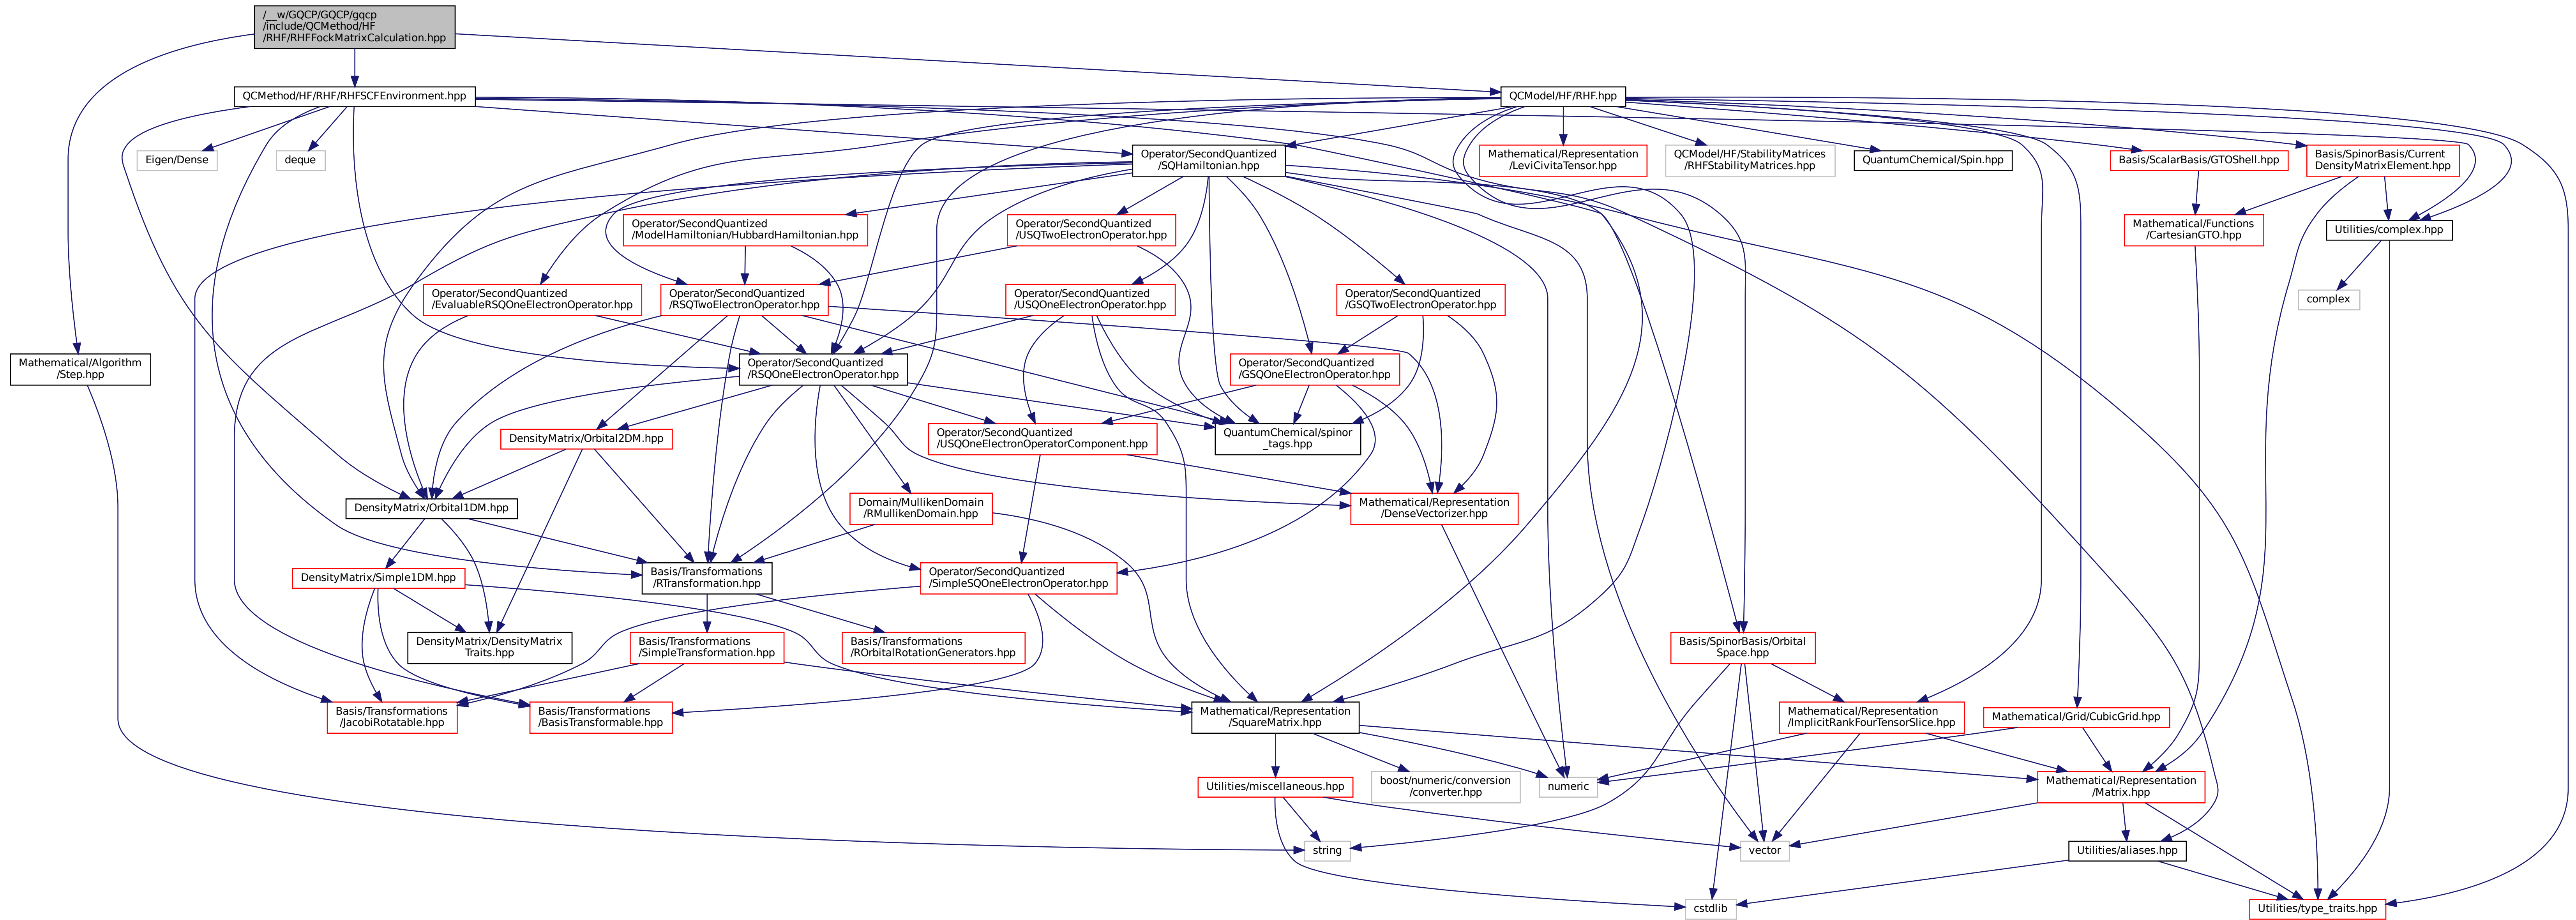 /__w/GQCP/GQCP/gqcp
/include/QCMethod/HF
/RHF/RHFFockMatrixCalculation.hpp
QCMethod/HF/RHF/RHFSCFEnvironment.hpp
QCModel/HF/RHF.hpp
Eigen/Dense
deque
Operator/SecondQuantized
/SQHamiltonian.hpp
Mathematical/Representation
/LeviCivitaTensor.hpp
QCModel/HF/StabilityMatrices
/RHFStabilityMatrices.hpp
QuantumChemical/Spin.hpp
Basis/ScalarBasis/GTOShell.hpp
Basis/SpinorBasis/Current
DensityMatrixElement.hpp
Operator/SecondQuantized
/ModelHamiltonian/HubbardHamiltonian.hpp
Operator/SecondQuantized
/USQTwoElectronOperator.hpp
Mathematical/Functions
/CartesianGTO.hpp
Utilities/complex.hpp
Operator/SecondQuantized
/EvaluableRSQOneElectronOperator.hpp
Operator/SecondQuantized
/RSQTwoElectronOperator.hpp
Operator/SecondQuantized
/USQOneElectronOperator.hpp
Operator/SecondQuantized
/GSQTwoElectronOperator.hpp
complex
Mathematical/Algorithm
/Step.hpp
Operator/SecondQuantized
/RSQOneElectronOperator.hpp
Operator/SecondQuantized
/GSQOneElectronOperator.hpp
DensityMatrix/Orbital2DM.hpp
Operator/SecondQuantized
/USQOneElectronOperatorComponent.hpp
QuantumChemical/spinor
_tags.hpp
DensityMatrix/Orbital1DM.hpp
Domain/MullikenDomain
/RMullikenDomain.hpp
Mathematical/Representation
/DenseVectorizer.hpp
DensityMatrix/Simple1DM.hpp
Basis/Transformations
/RTransformation.hpp
Operator/SecondQuantized
/SimpleSQOneElectronOperator.hpp
DensityMatrix/DensityMatrix
Traits.hpp
Basis/Transformations
/SimpleTransformation.hpp
Basis/Transformations
/ROrbitalRotationGenerators.hpp
Basis/SpinorBasis/Orbital
Space.hpp
Basis/Transformations
/JacobiRotatable.hpp
Basis/Transformations
/BasisTransformable.hpp
Mathematical/Representation
/SquareMatrix.hpp
Mathematical/Representation
/ImplicitRankFourTensorSlice.hpp
Mathematical/Grid/CubicGrid.hpp
Utilities/miscellaneous.hpp
boost/numeric/conversion
/converter.hpp
numeric
Mathematical/Representation
/Matrix.hpp
string
vector
Utilities/aliases.hpp
cstdlib
Utilities/type_traits.hpp